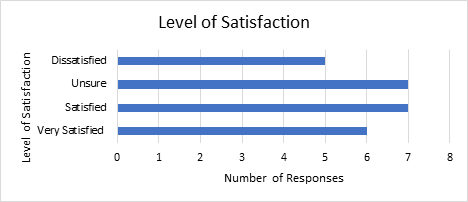 Level of Satisfaction
Level of Satisfaction
Dissatisfied
Unsure
Satisfied
Very Satisfied
0 1 2 3 4 5 6 7 8
Number of Responses